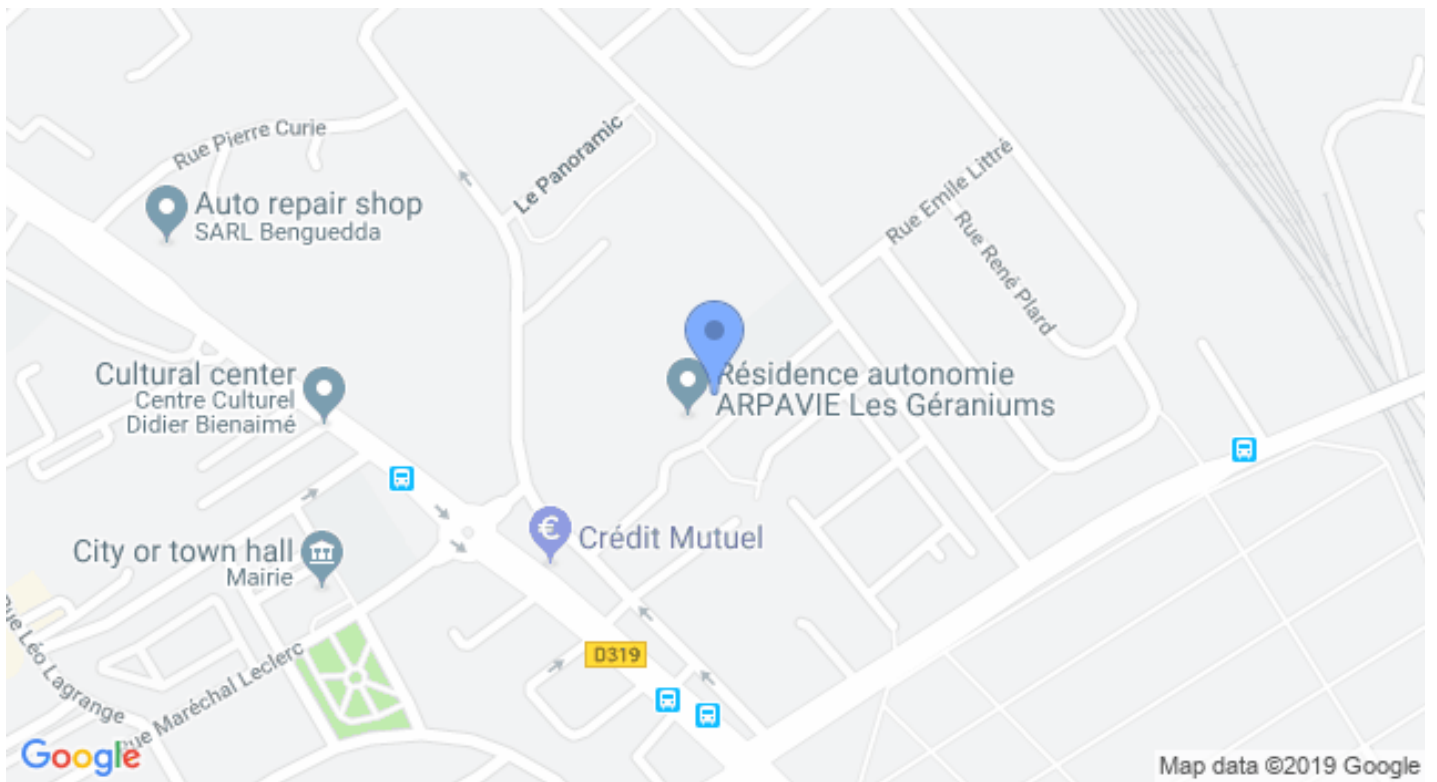 Rue Pierre Curie
Le Panoramic
Rue Emile Littré
Auto repair shop
SARL Benguedda
Rue René Plard
Cultural center
Centre Culturel
Didier Bienaimé
Résidence autonomie
ARPAVIE Les Géraniums
€ Crédit Mutuel
City or town hall
Mairie
Rue Léo Lagrange
Rue Maréchal Leclerc
D319
Google
Map data ©2019 Google